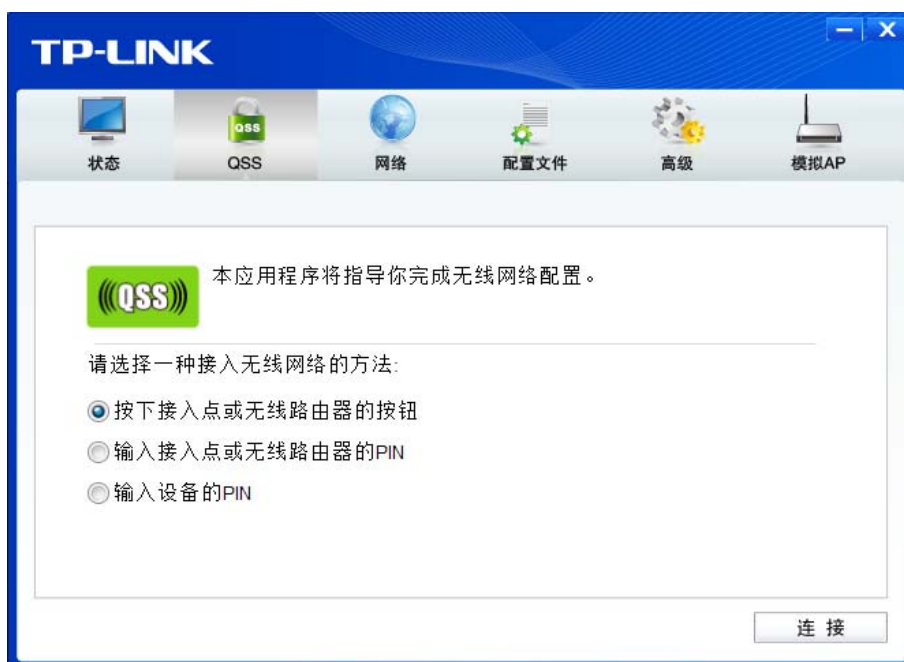 TP-LINK
QSS
状态
QSS
网络
配置文件
高级
模拟AP
(((QSS)))
本应用程序将指导你完成无线网络配置。
请选择一种接入无线网络的方法:
按下接入点或无线路由器的按钮
输入接入点或无线路由器的PIN
输入设备的PIN
连 接